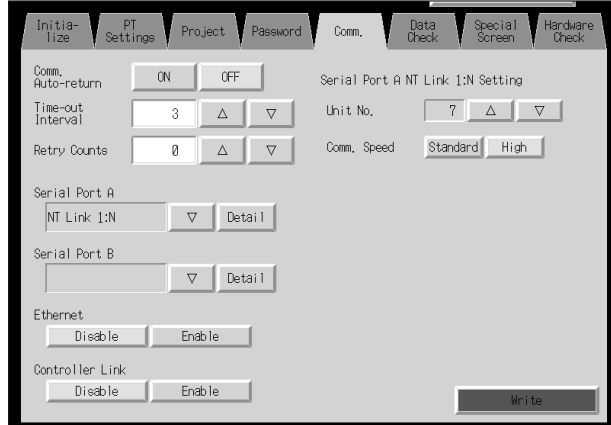 Initia-
lize
PT
Settings
Project
Password
Comm.
Data
Check
Special
Screen
Hardware
Check
Comm.
Auto-return
ON
OFF
Time-out
Interval
3
△
▽
Retry Counts
0
△
▽
Serial Port A
NT Link 1:N
▽
Detail
Serial Port B
▽
Detail
Ethernet
Disable
Enable
Controller Link
Disable
Enable
Serial Port A NT Link 1:N Setting
Unit No.
7
△
▽
Comm. Speed
Standard
High
Write